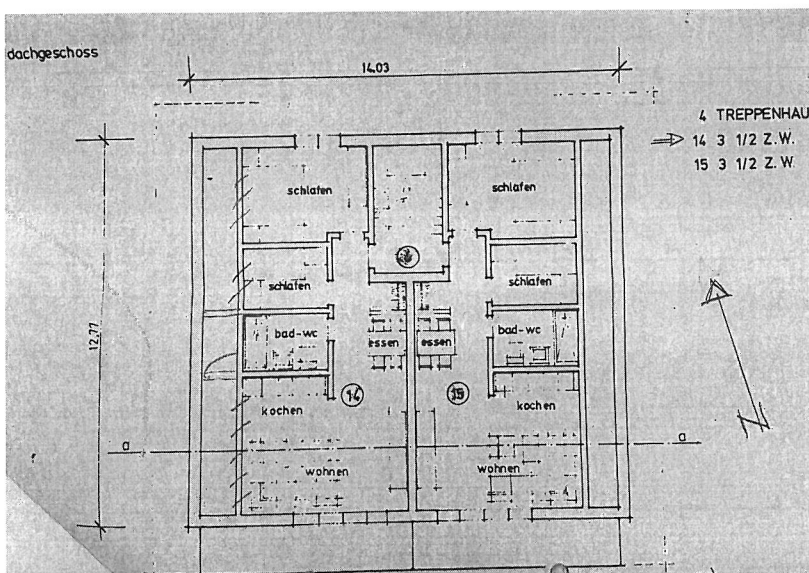 dachgeschoss
14.03
4 TREPPENHAU
14 3 1/2 Z.W.
15 3 1/2 Z.W.
12,77
schlafen
schlafen
schlafen
schlafen
bad-wc
essen
essen
bad-wc
14
15
kochen
kochen
a
a
wohnen
wohnen